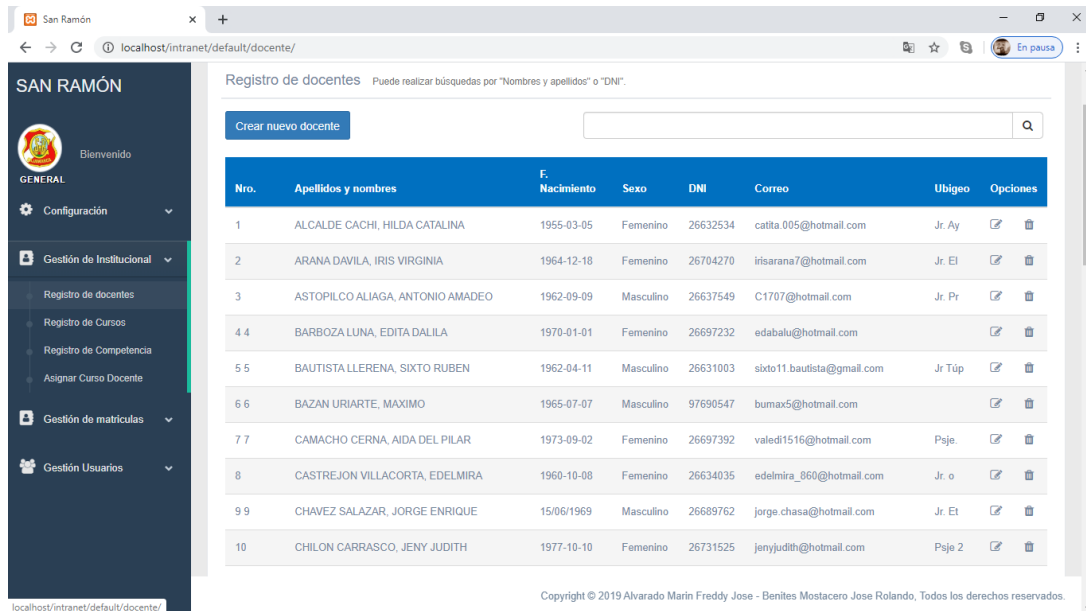 San Ramón
localhost/intranet/default/docente/
En pausa
SAN RAMÓN
Bienvenido
GENERAL
Configuración
Gestión de Institucional
Registro de docentes
Registro de Cursos
Registro de Competencia
Asignar Curso Docente
Gestión de matriculas
Gestión Usuarios
Registro de docentes Puede realizar búsquedas por "Nombres y apellidos" o "DNI".
Crear nuevo docente
Nro. Apellidos y nombres F. Nacimiento Sexo DNI Correo Ubigeo Opciones
1 ALCALDE CACHI, HILDA CATALINA 1955-03-05 Femenino 26632534 catita.005@hotmail.com Jr. Ay
2 ARANA DAVILA, IRIS VIRGINIA 1964-12-18 Femenino 26704270 irisarana7@hotmail.com Jr. El
3 ASTOPILCO ALIAGA, ANTONIO AMADEO 1962-09-09 Masculino 26637549 C1707@hotmail.com Jr. Pr
4 4 BARBOZA LUNA, EDITA DALILA 1970-01-01 Femenino 26697232 edabalu@hotmail.com
5 5 BAUTISTA LLERENA, SIXTO RUBEN 1962-04-11 Masculino 26631003 sixto11.bautista@gmail.com Jr Túp
6 6 BAZAN URIARTE, MAXIMO 1965-07-07 Masculino 97690547 bumax5@hotmail.com
7 7 CAMACHO CERNA, AIDA DEL PILAR 1973-09-02 Femenino 26697392 valedi1516@hotmail.com Psje.
8 CASTREJON VILLACORTA, EDELMIRA 1960-10-08 Femenino 26634035 edelmira_860@hotmail.com Jr. o
9 9 CHAVEZ SALAZAR, JORGE ENRIQUE 15/06/1969 Masculino 26689762 jorge.chasa@hotmail.com Jr. Et
10 CHILON CARRASCO, JENY JUDITH 1977-10-10 Femenino 26731525 jenyjudith@hotmail.com Psje 2
Copyright © 2019 Alvarado Marin Freddy Jose - Benites Mostacero Jose Rolando, Todos los derechos reservados.
localhost/intranet/default/docente/